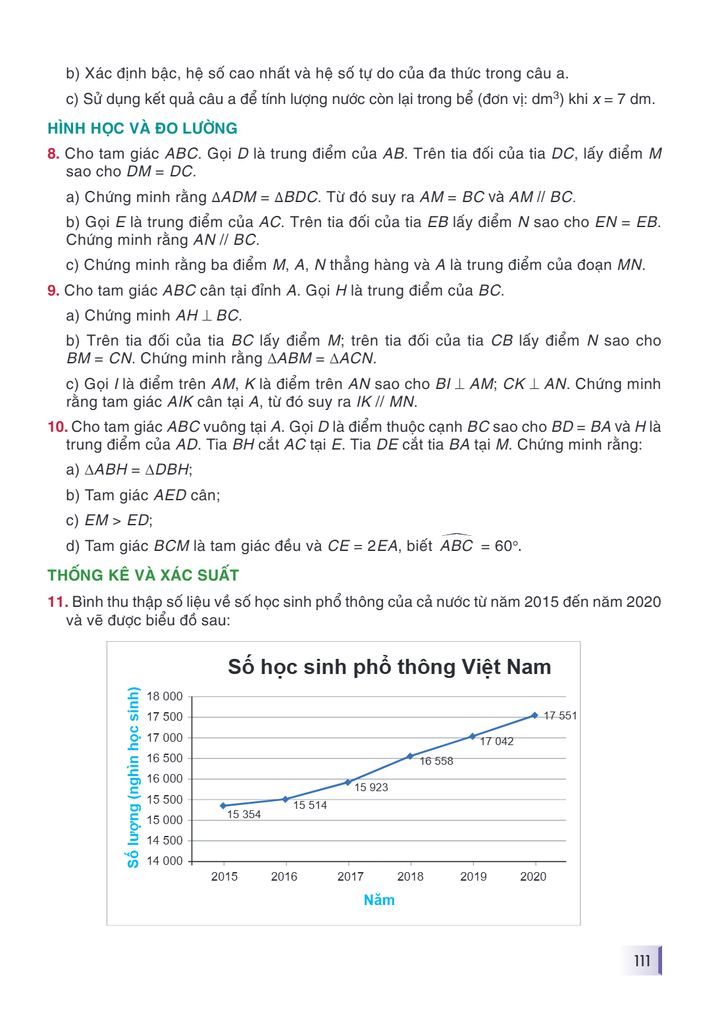 b) Xác định bậc, hệ số cao nhất và hệ số tự do của đa thức trong câu a.
c) Sử dụng kết quả câu a để tính lượng nước còn lại trong bể (đơn vị: dm³) khi x = 7 dm.
HÌNH HỌC VÀ ĐO LƯỜNG
8. Cho tam giác ABC. Gọi D là trung điểm của AB. Trên tia đối của tia DC, lấy điểm M
sao cho DM = DC.
a) Chứng minh rằng ΔADM = ΔBDC. Từ đó suy ra AM = BC và AM // BC.
b) Gọi E là trung điểm của AC. Trên tia đối của tia EB lấy điểm N sao cho EN = EB.
Chứng minh rằng AN // BC.
c) Chứng minh rằng ba điểm M, A, N thẳng hàng và A là trung điểm của đoạn MN.
9. Cho tam giác ABC cân tại đỉnh A. Gọi H là trung điểm của BC.
a) Chứng minh AH ⊥ BC.
b) Trên tia đối của tia BC lấy điểm M; trên tia đối của tia CB lấy điểm N sao cho
BM = CN. Chứng minh rằng ΔABM = ΔACN.
c) Gọi I là điểm trên AM, K là điểm trên AN sao cho BI ⊥ AM; CK ⊥ AN. Chứng minh
rằng tam giác AIK cân tại A, từ đó suy ra IK // MN.
10. Cho tam giác ABC vuông tại A. Gọi D là điểm thuộc cạnh BC sao cho BD = BA và H là
trung điểm của AD. Tia BH cắt AC tại E. Tia DE cắt tia BA tại M. Chứng minh rằng:
a) ΔABH = ΔDBH;
b) Tam giác AED cân;
c) EM > ED;
d) Tam giác BCM là tam giác đều và CE = 2EA, biết \widehat{ABC} = 60°.
THỐNG KÊ VÀ XÁC SUẤT
11. Bình thu thập số liệu về số học sinh phổ thông của cả nước từ năm 2015 đến năm 2020
và vẽ được biểu đồ sau:
Số học sinh phổ thông Việt Nam
Số lượng (nghìn học sinh)
18 000
17 500
17 000
16 500
16 000
15 500
15 000
14 500
14 000
15 354
15 514
15 923
16 558
17 042
17 551
2015 2016 2017 2018 2019 2020
Năm
111